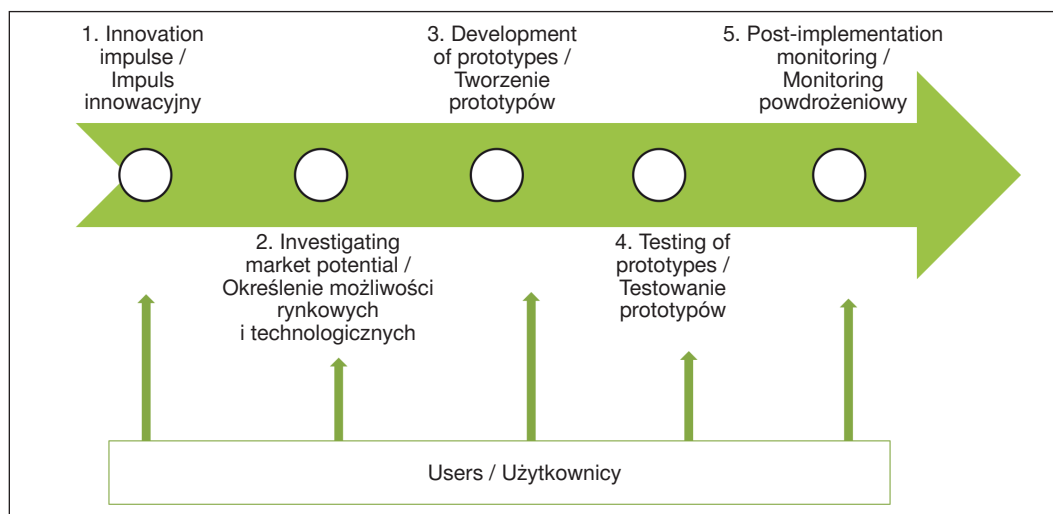 1. Innovation
impulse /
Impuls
innowacyjny
2. Investigating
market potential /
Określenie możliwości
rynkowych
i technologicznych
3. Development
of prototypes /
Tworzenie
prototypów
4. Testing of
prototypes /
Testowanie
prototypów
5. Post-implementation
monitoring /
Monitoring
powdrożeniowy
Users / Użytkownicy